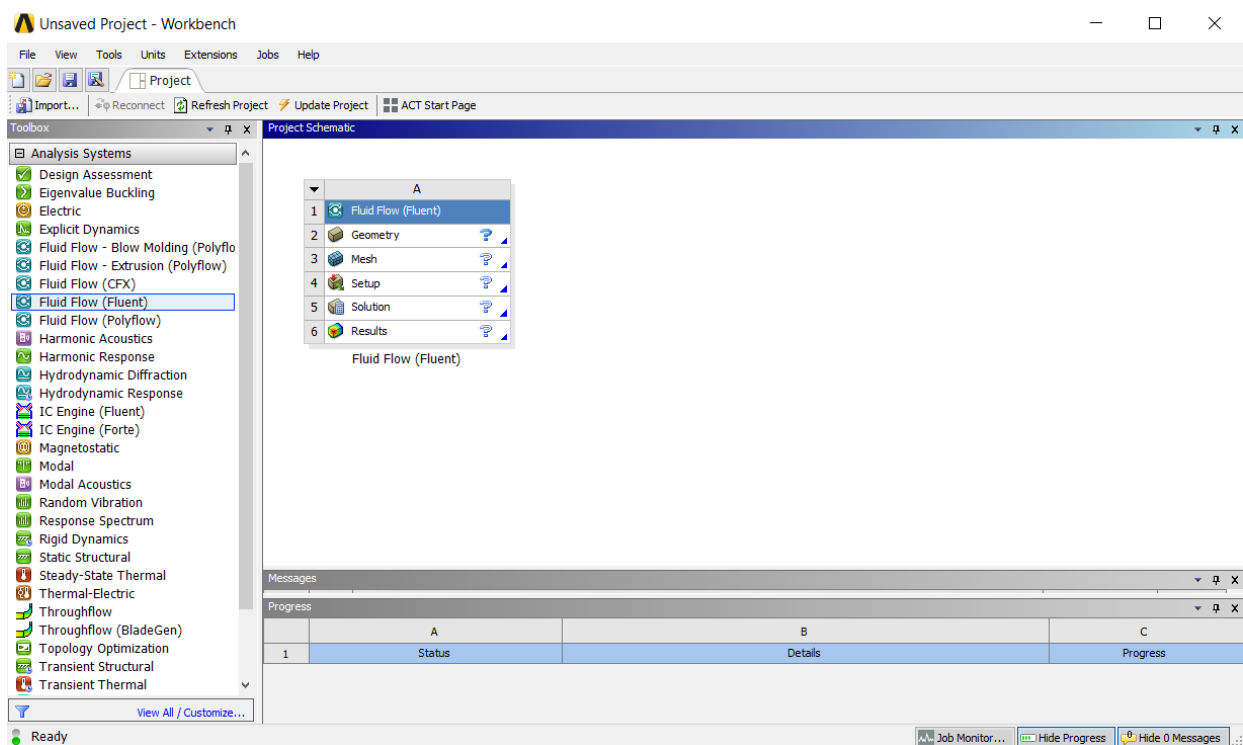 Unsaved Project - Workbench
File View Tools Units Extensions Jobs Help
Project
Import... Reconnect Refresh Project Update Project ACT Start Page
Toolbox
Analysis Systems
Design Assessment
Eigenvalue Buckling
Electric
Explicit Dynamics
Fluid Flow - Blow Molding (Polyflo
Fluid Flow - Extrusion (Polyflow)
Fluid Flow (CFX)
Fluid Flow (Fluent)
Fluid Flow (Polyflow)
Harmonic Acoustics
Harmonic Response
Hydrodynamic Diffraction
Hydrodynamic Response
IC Engine (Fluent)
IC Engine (Forte)
Magnetostatic
Modal
Modal Acoustics
Random Vibration
Response Spectrum
Rigid Dynamics
Static Structural
Steady-State Thermal
Thermal-Electric
Throughflow
Throughflow (BladeGen)
Topology Optimization
Transient Structural
Transient Thermal
View All / Customize...
Project Schematic
A
1 Fluid Flow (Fluent)
2 Geometry ?
3 Mesh ?
4 Setup ?
5 Solution ?
6 Results ?
Fluid Flow (Fluent)
Messages
Progress
A B C
1 Status Details Progress
Ready
Job Monitor... Hide Progress Hide 0 Messages